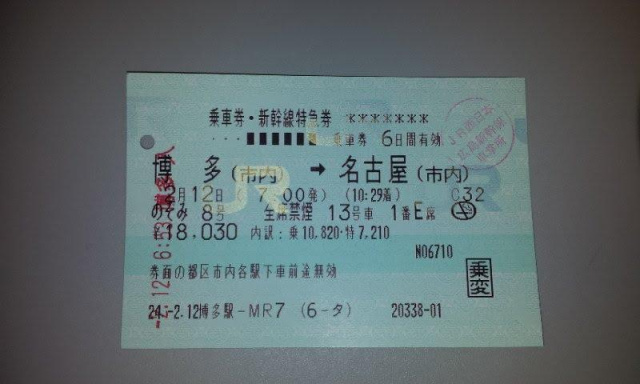 乗車券・新幹線特急券 ＊＊＊＊＊＊＊
乗車券 6日間有効
博 多(市内) → 名古屋(市内)
2月12日 ( 7:00発) (10:29着) C32
のぞみ 8号 全席禁煙 13号車 1番E席
¥18,030 内訳:乗10,820・特7,210
N06710
券面の都区市内各駅下車前途無効
乗変
24.-2.12博多駅-MR7 (6-タ) 20338-01
JR